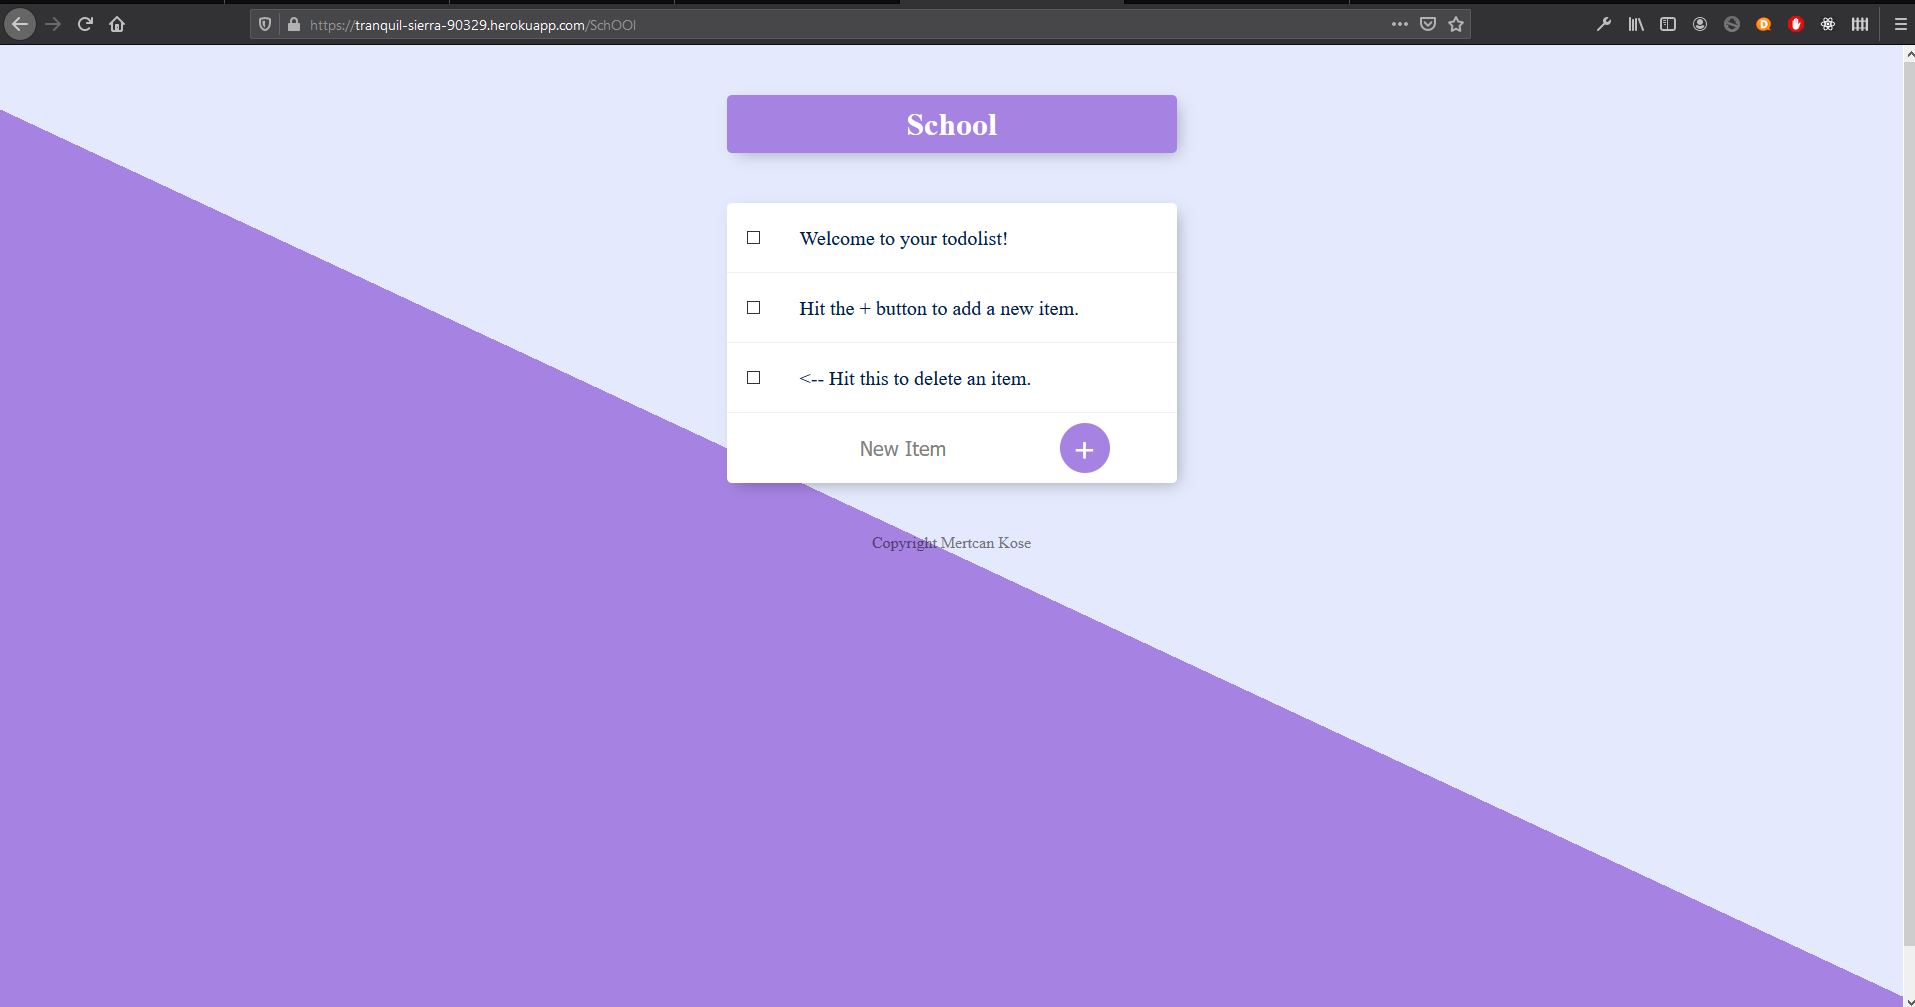 https://tranquil-sierra-90329.herokuapp.com/SchOOl
School
Welcome to your todolist!
Hit the + button to add a new item.
<-- Hit this to delete an item.
New Item +
Copyright Mertcan Kose